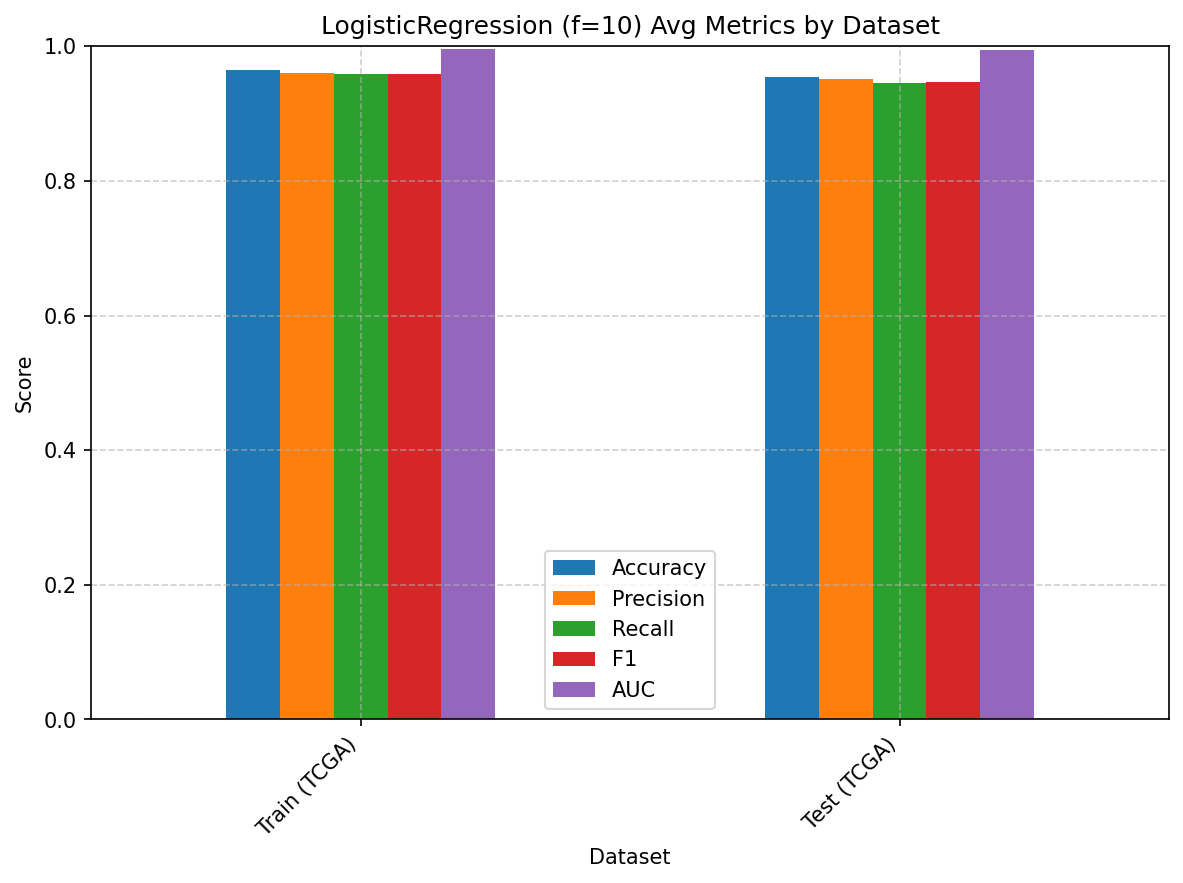 LogisticRegression (f=10) Avg Metrics by Dataset
1.0
0.8
0.6
0.4
0.2
0.0
Score
Accuracy
Precision
Recall
F1
AUC
Train (TCGA)
Test (TCGA)
Dataset